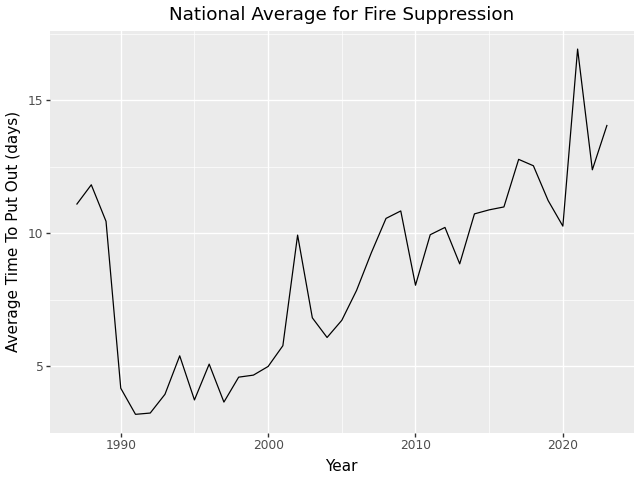 National Average for Fire Suppression
Average Time To Put Out (days)
15
10
5
1990
2000
2010
2020
Year